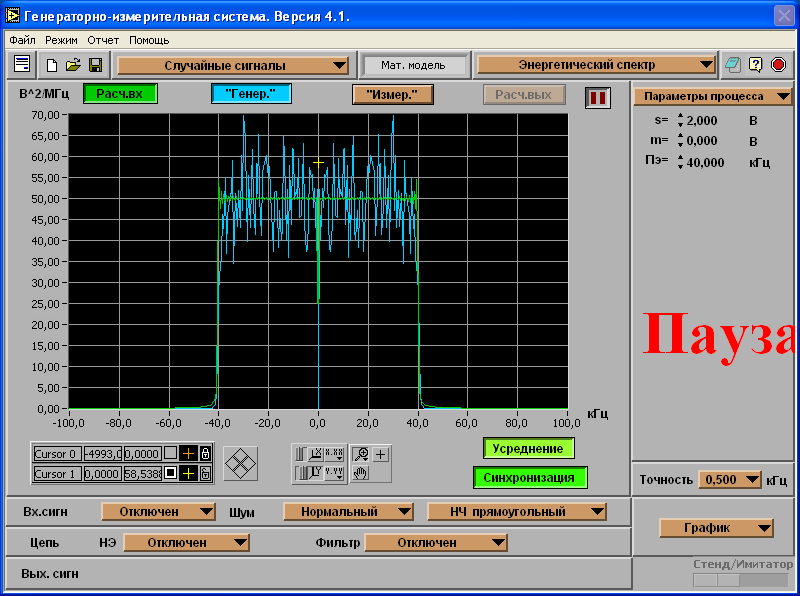 Генераторно-измерительная система. Версия 4.1.
Файл Режим Отчет Помощь
Случайные сигналы Мат. модель Энергетический спектр
В^2/МГц Расч.вх "Генер." "Измер." Расч.вых Параметры процесса
s= 2,000 В
m= 0,000 В
Пэ= 40,000 кГц
70,00
65,00
60,00
55,00
50,00
45,00
40,00
35,00
30,00
25,00
20,00
15,00
10,00
5,00
0,00
-100,0 -80,0 -60,0 -40,0 -20,0 0,0 20,0 40,0 60,0 80,0 100,0 кГц
Пауза
Cursor 0 -4993,0 0,0000
Cursor 1 0,0000 58,538
Усреднение
Синхронизация
Точность 0,500 кГц
Вх.сигн Отключен Шум Нормальный НЧ прямоугольный
График
Цепь НЭ Отключен Фильтр Отключен
Стенд/Имитатор
Вых. сигн